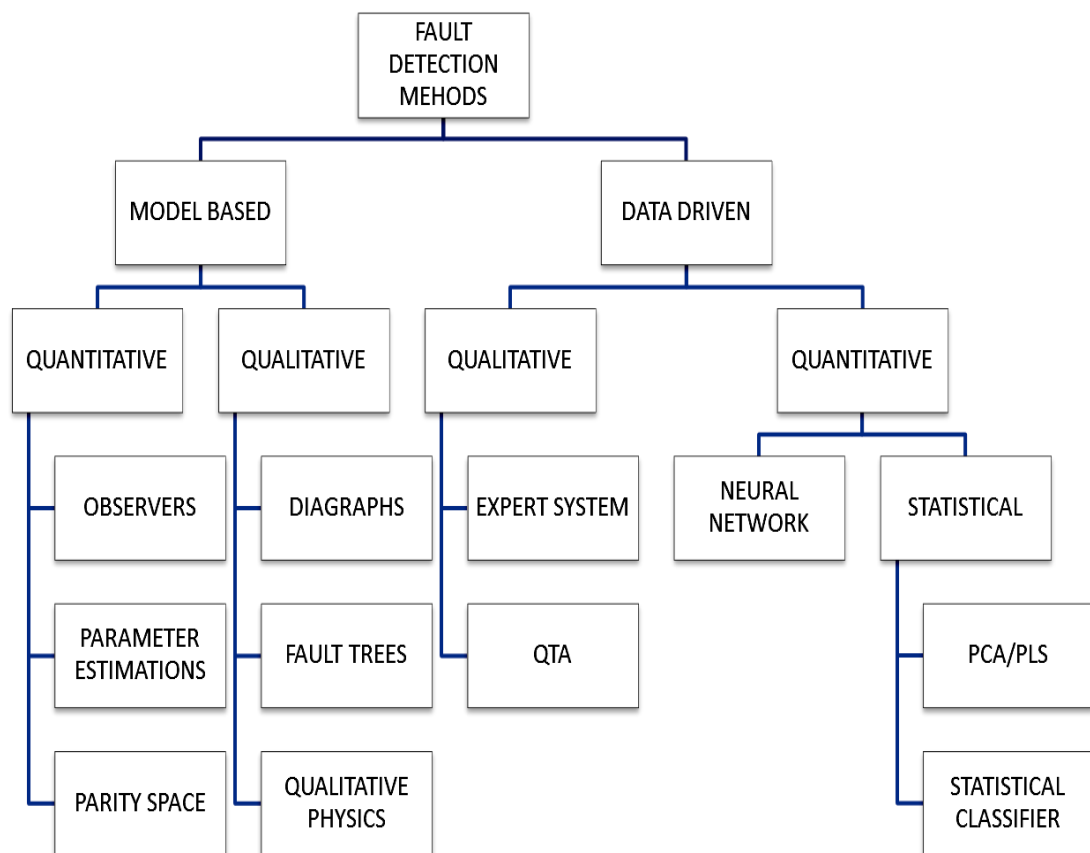 FAULT
DETECTION
MEHODS
MODEL BASED
DATA DRIVEN
QUANTITATIVE
QUALITATIVE
QUALITATIVE
QUANTITATIVE
OBSERVERS
DIAGRAPHS
EXPERT SYSTEM
NEURAL
NETWORK
STATISTICAL
PARAMETER
ESTIMATIONS
FAULT TREES
QTA
PCA/PLS
PARITY SPACE
QUALITATIVE
PHYSICS
STATISTICAL
CLASSIFIER